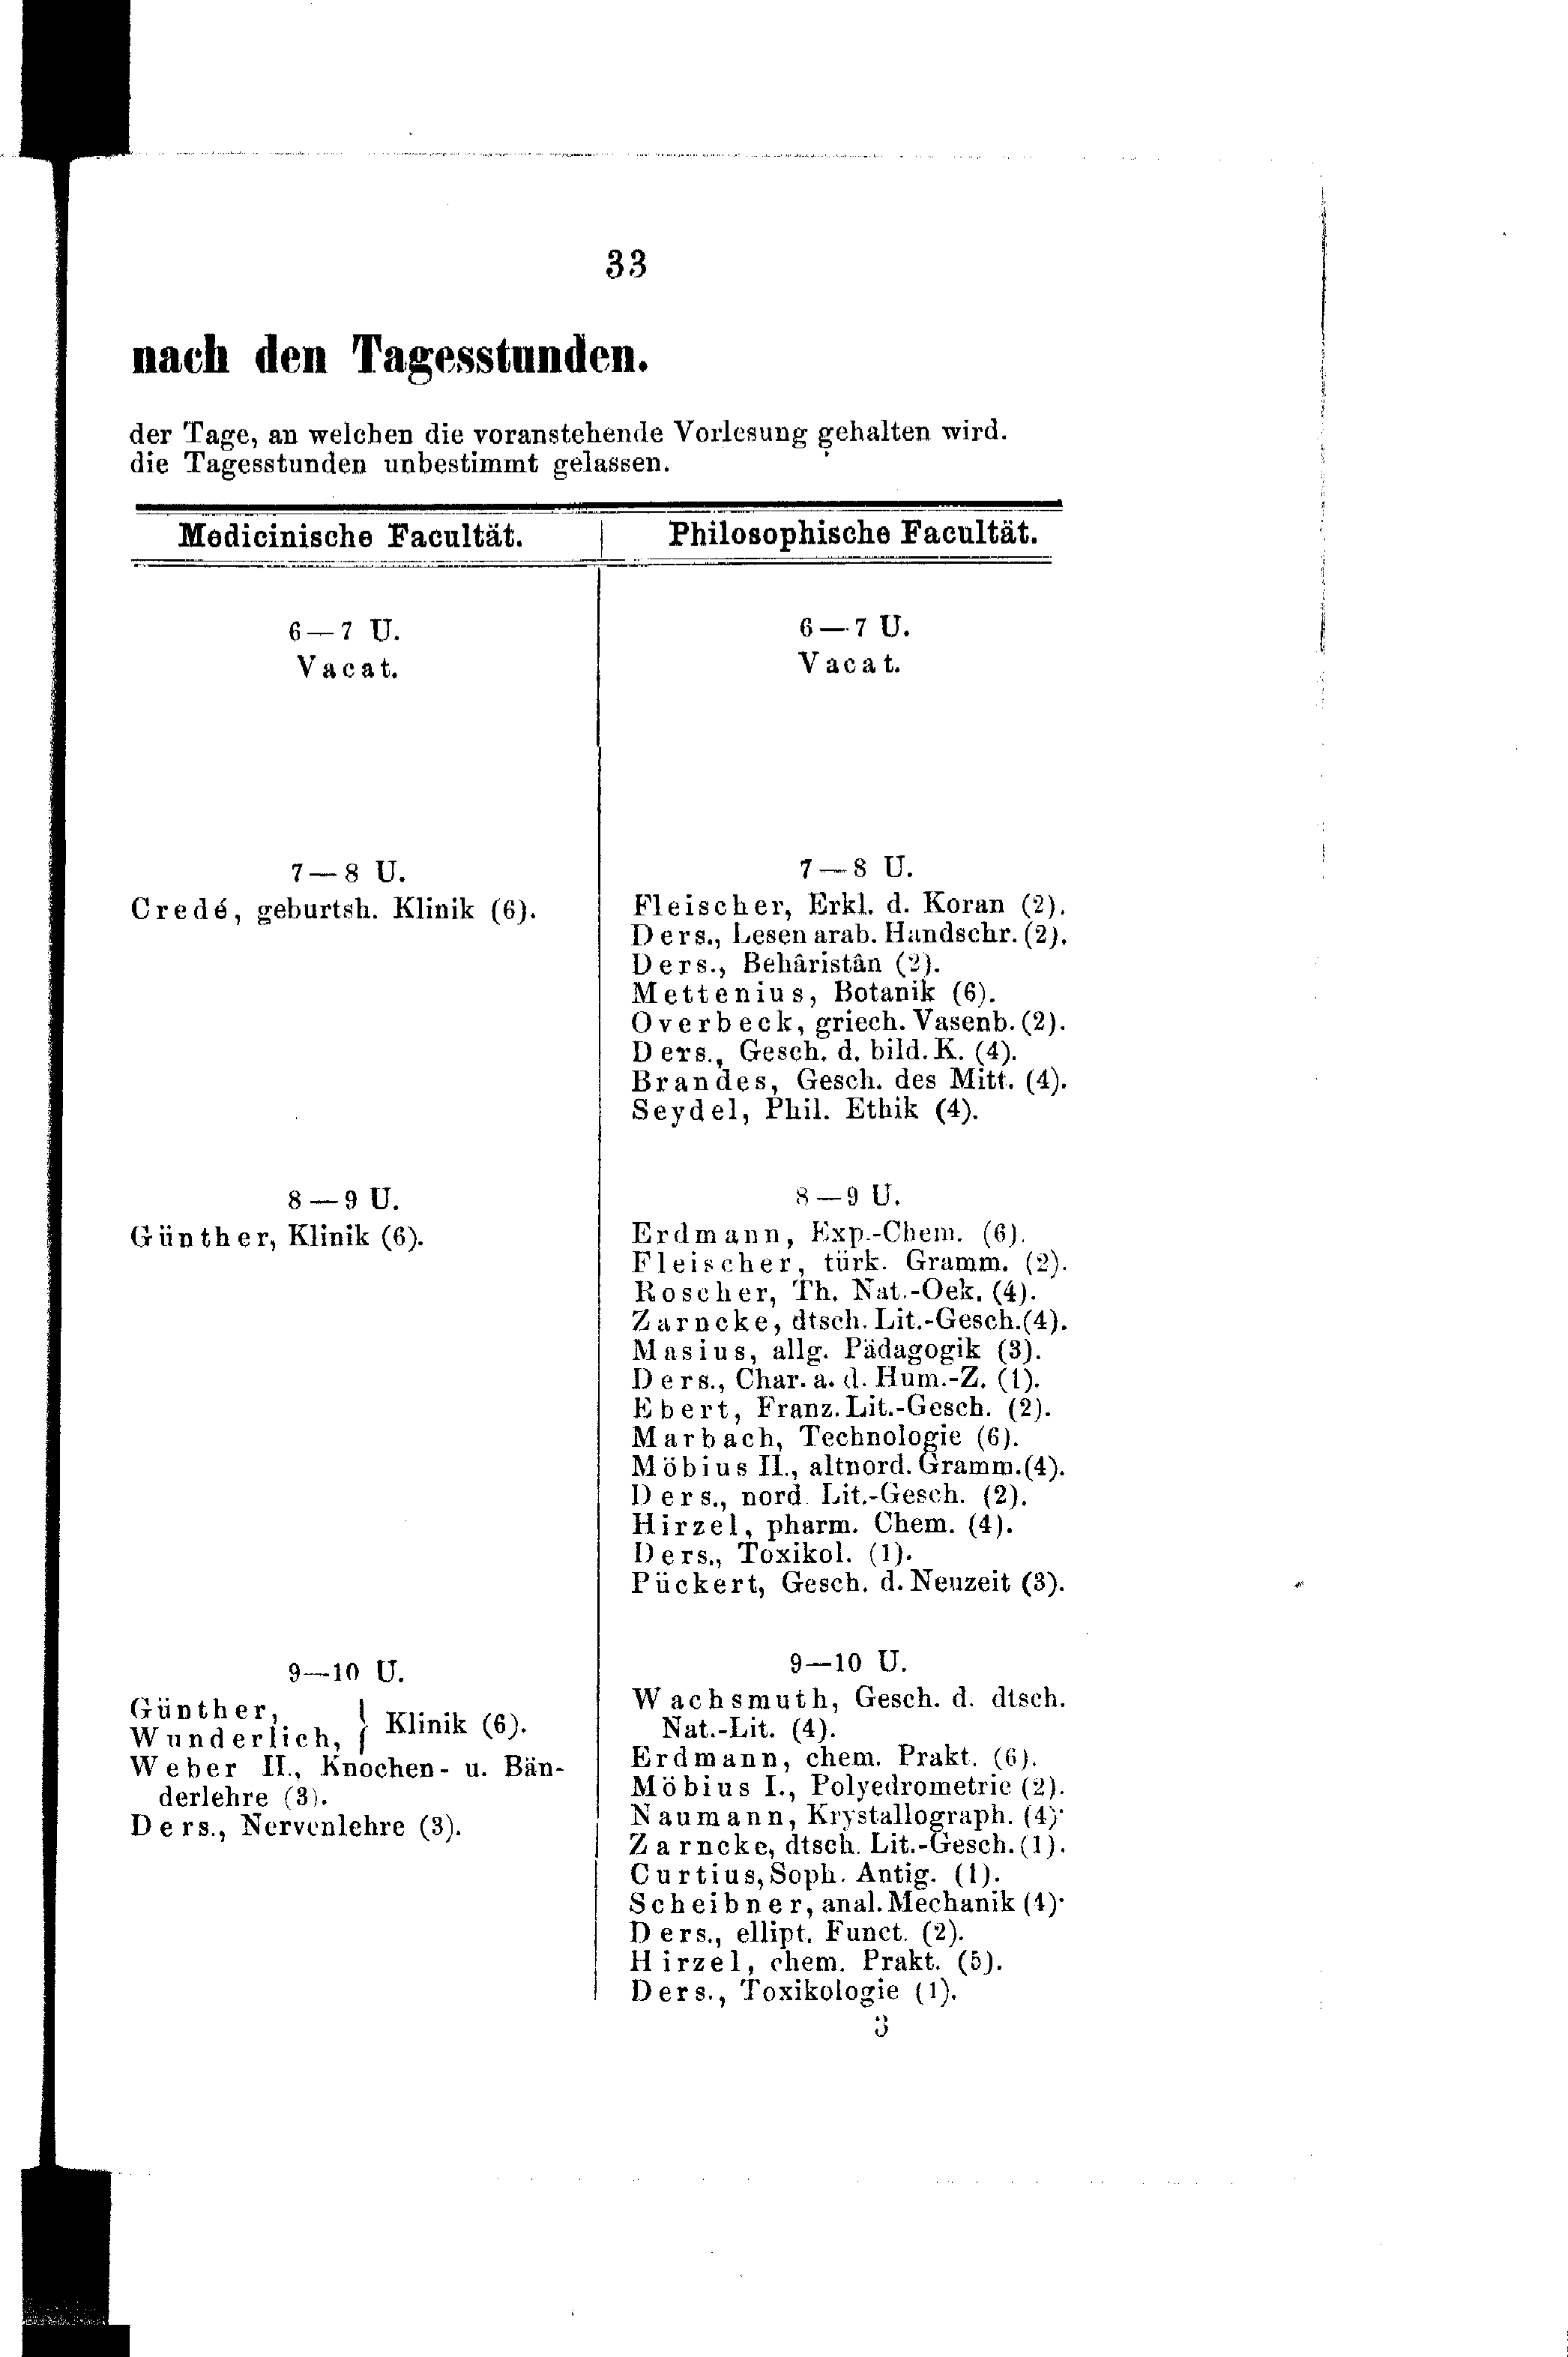 33
nach den Tagesstunden.
der Tage, an welchen die voranstehende Vorlesung gehalten wird.
die Tagesstunden unbestimmt gelassen.
Medicinische Facultät.
6—7 U.
Vacat.
7—8 U.
Credé, geburtsh. Klinik (6).
8—9 U.
Günther, Klinik (6).
9—10 U.
Günther,
Wunderlich, } Klinik (6).
Weber II., Knochen- u. Bän-
derlehre (3).
Ders., Nervenlehre (3).
Philosophische Facultät.
6—7 U.
Vacat.
7—8 U.
Fleischer, Erkl. d. Koran (2).
Ders., Lesen arab. Handschr. (2).
Ders., Behâristân (2).
Mettenius, Botanik (6).
Overbeck, griech. Vasenb. (2).
Ders., Gesch. d. bild. K. (4).
Brandes, Gesch. des Mitt. (4).
Seydel, Phil. Ethik (4).
8—9 U.
Erdmann, Exp.-Chem. (6).
Fleischer, türk. Gramm. (2).
Roscher, Th. Nat.-Oek. (4).
Zarncke, dtsch. Lit.-Gesch. (4).
Masius, allg. Pädagogik (3).
Ders., Char. a. d. Hum.-Z. (1).
Ebert, Franz. Lit.-Gesch. (2).
Marbach, Technologie (6).
Möbius II., altnord. Gramm. (4).
Ders., nord. Lit.-Gesch. (2).
Hirzel, pharm. Chem. (4).
Ders., Toxikol. (1).
Pückert, Gesch. d. Neuzeit (3).
9—10 U.
Wachsmuth, Gesch. d. dtsch.
Nat.-Lit. (4).
Erdmann, chem. Prakt. (6).
Möbius I., Polyedrometrie (2).
Naumann, Krystallograph. (4).
Zarncke, dtsch. Lit.-Gesch. (1).
Curtius, Soph. Antig. (1).
Scheibner, anal. Mechanik (4).
Ders., ellipt. Funct. (2).
Hirzel, chem. Prakt. (5).
Ders., Toxikologie (1).
3